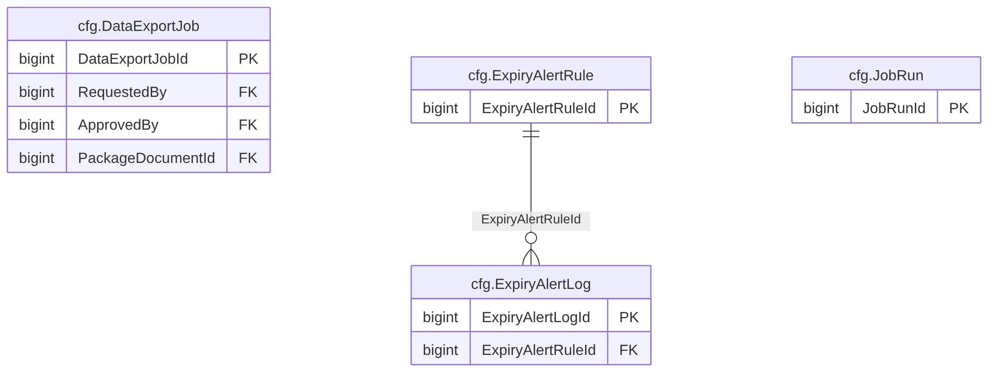 cfg.DataExportJob
bigint DataExportJobId PK
bigint RequestedBy FK
bigint ApprovedBy FK
bigint PackageDocumentId FK
cfg.ExpiryAlertRule
bigint ExpiryAlertRuleId PK
cfg.JobRun
bigint JobRunId PK
ExpiryAlertRuleId
cfg.ExpiryAlertLog
bigint ExpiryAlertLogId PK
bigint ExpiryAlertRuleId FK